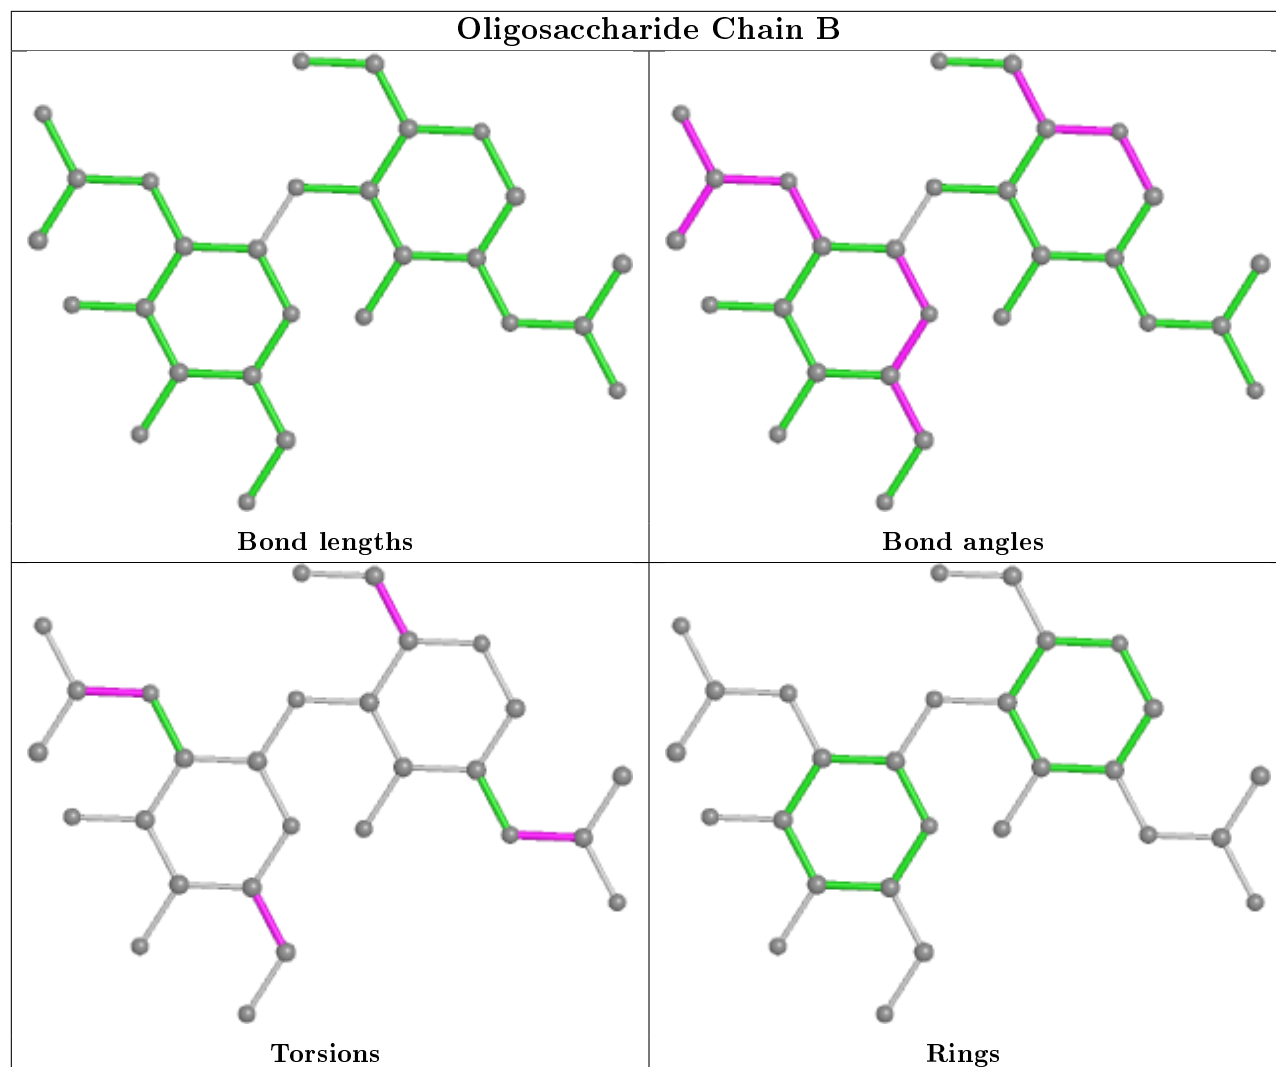 Oligosaccharide Chain B
Bond lengths
Bond angles
Torsions
Rings